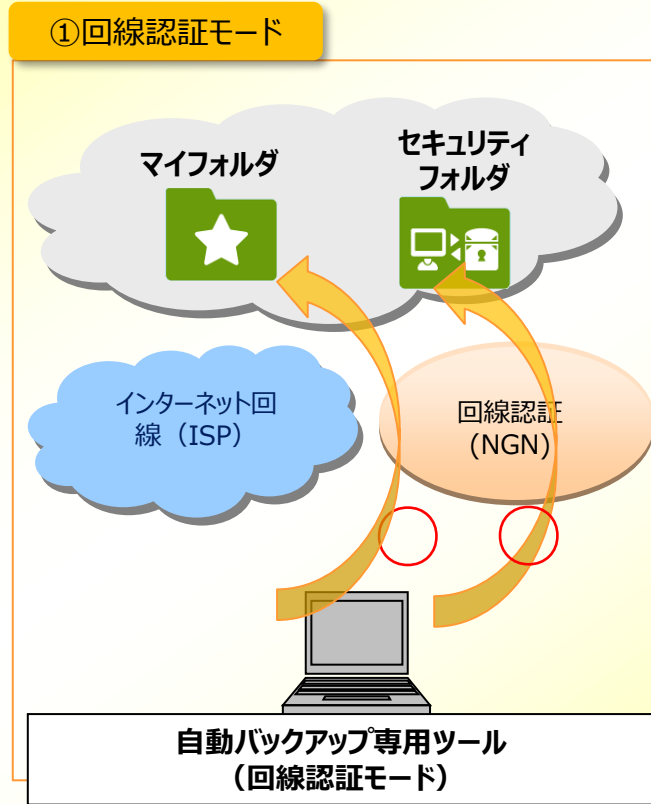 ①回線認証モード
マイフォルダ
セキュリティ
フォルダ
インターネット回
線（ISP）
回線認証
（NGN）
自動バックアップ専用ツール
（回線認証モード）